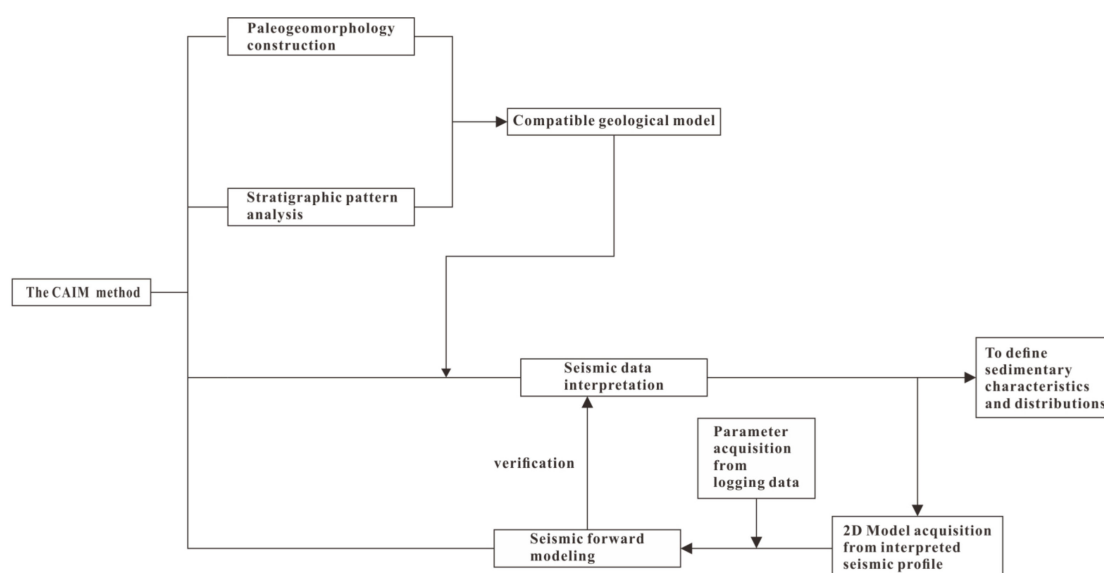 Paleogeomorphology
construction
Compatible geological model
Stratigraphic pattern
analysis
The CAIM method
Seismic data
interpretation
To define
sedimentary
characteristics
and distributions
Parameter
acquisition
from
logging data
verification
Seismic forward
modeling
2D Model acquisition
from interpreted
seismic profile